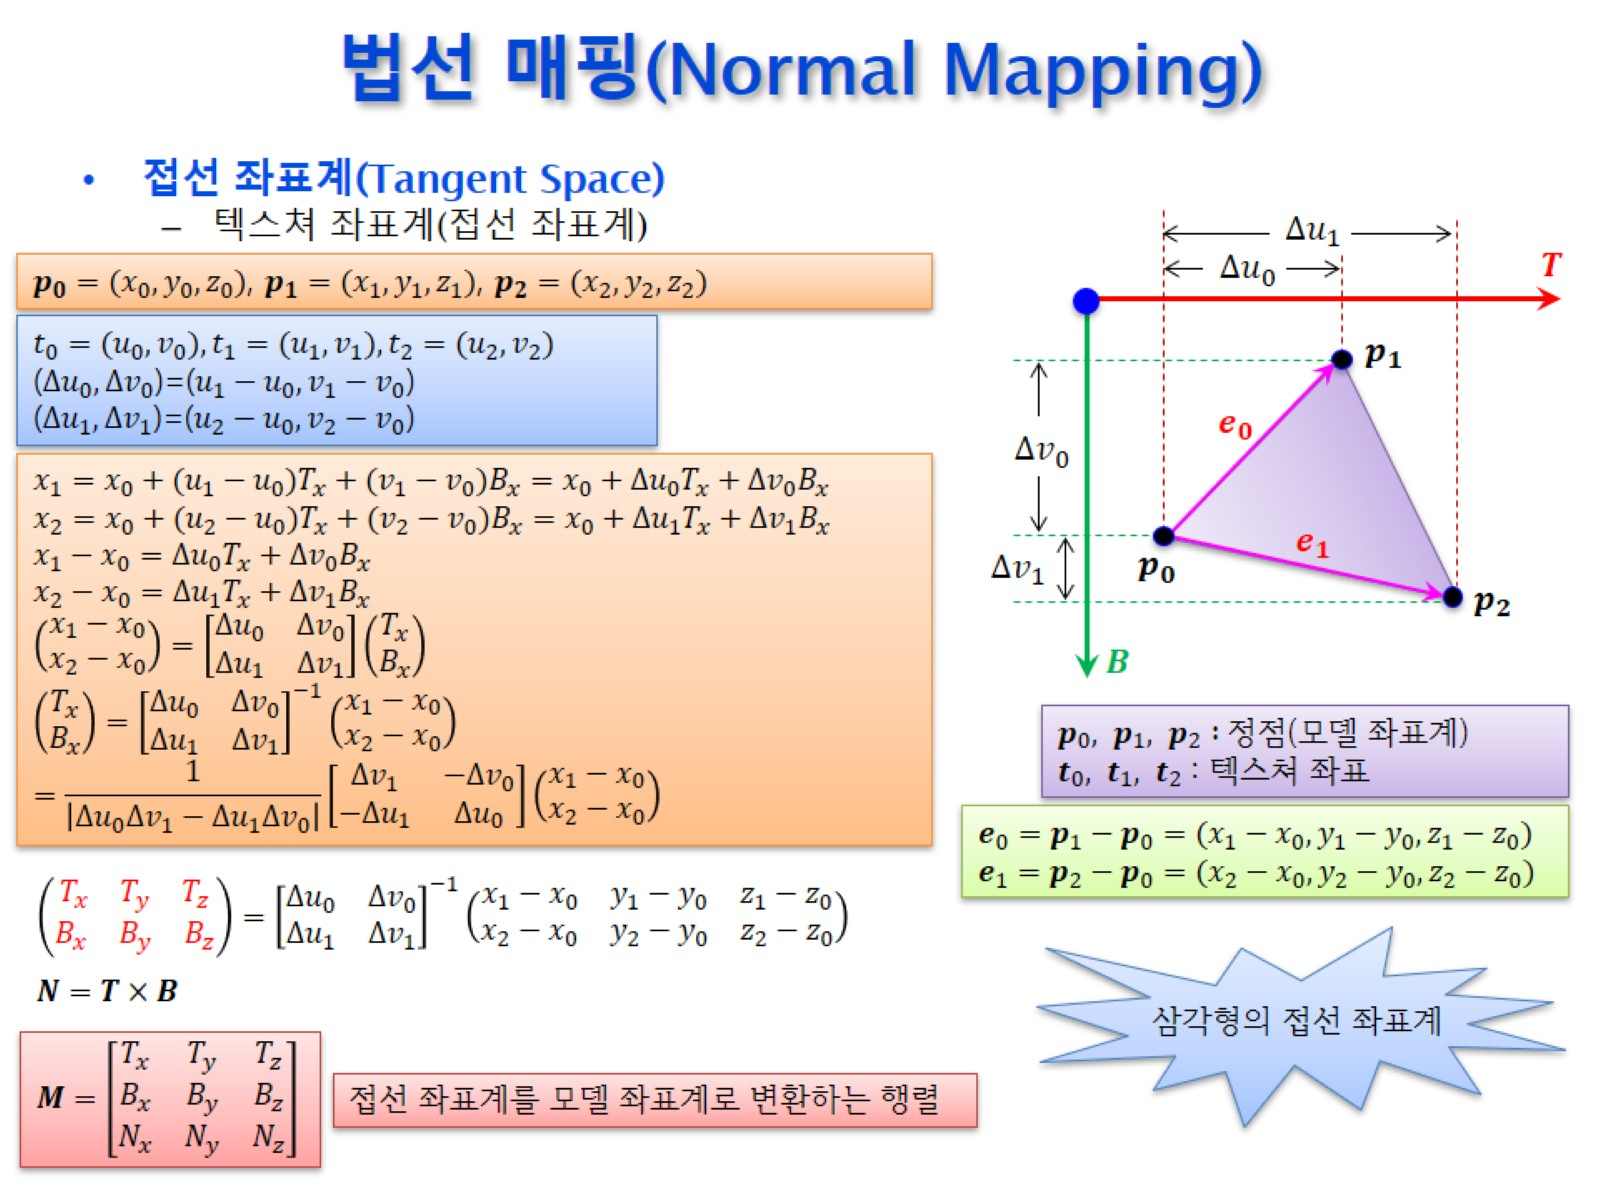 법선 매핑(Normal Mapping)
• 접선 좌표계(Tangent Space)
– 텍스쳐 좌표계(접선 좌표계)
p₀ = (x₀, y₀, z₀), p₁ = (x₁, y₁, z₁), p₂ = (x₂, y₂, z₂)
t₀ = (u₀, v₀), t₁ = (u₁, v₁), t₂ = (u₂, v₂)
(Δu₀, Δv₀)=(u₁ − u₀, v₁ − v₀)
(Δu₁, Δv₁)=(u₂ − u₀, v₂ − v₀)
x₁ = x₀ + (u₁ − u₀)Tₓ + (v₁ − v₀)Bₓ = x₀ + Δu₀Tₓ + Δv₀Bₓ
x₂ = x₀ + (u₂ − u₀)Tₓ + (v₂ − v₀)Bₓ = x₀ + Δu₁Tₓ + Δv₁Bₓ
x₁ − x₀ = Δu₀Tₓ + Δv₀Bₓ
x₂ − x₀ = Δu₁Tₓ + Δv₁Bₓ
(x₁ − x₀ / x₂ − x₀) = [Δu₀ Δv₀ / Δu₁ Δv₁] (Tₓ / Bₓ)
(Tₓ / Bₓ) = [Δu₀ Δv₀ / Δu₁ Δv₁]⁻¹ (x₁ − x₀ / x₂ − x₀)
= 1 / |Δu₀Δv₁ − Δu₁Δv₀| [Δv₁ −Δv₀ / −Δu₁ Δu₀] (x₁ − x₀ / x₂ − x₀)
(Tₓ T_y T_z / Bₓ B_y B_z) = [Δu₀ Δv₀ / Δu₁ Δv₁]⁻¹ (x₁ − x₀ y₁ − y₀ z₁ − z₀ / x₂ − x₀ y₂ − y₀ z₂ − z₀)
N = T × B
M = [Tₓ T_y T_z / Bₓ B_y B_z / Nₓ N_y N_z]
접선 좌표계를 모델 좌표계로 변환하는 행렬
Δu₁
Δu₀
T
p₁
e₀
Δv₀
e₁
Δv₁
p₀
p₂
B
p₀, p₁, p₂ : 정점(모델 좌표계)
t₀, t₁, t₂ : 텍스쳐 좌표
e₀ = p₁ − p₀ = (x₁ − x₀, y₁ − y₀, z₁ − z₀)
e₁ = p₂ − p₀ = (x₂ − x₀, y₂ − y₀, z₂ − z₀)
삼각형의 접선 좌표계